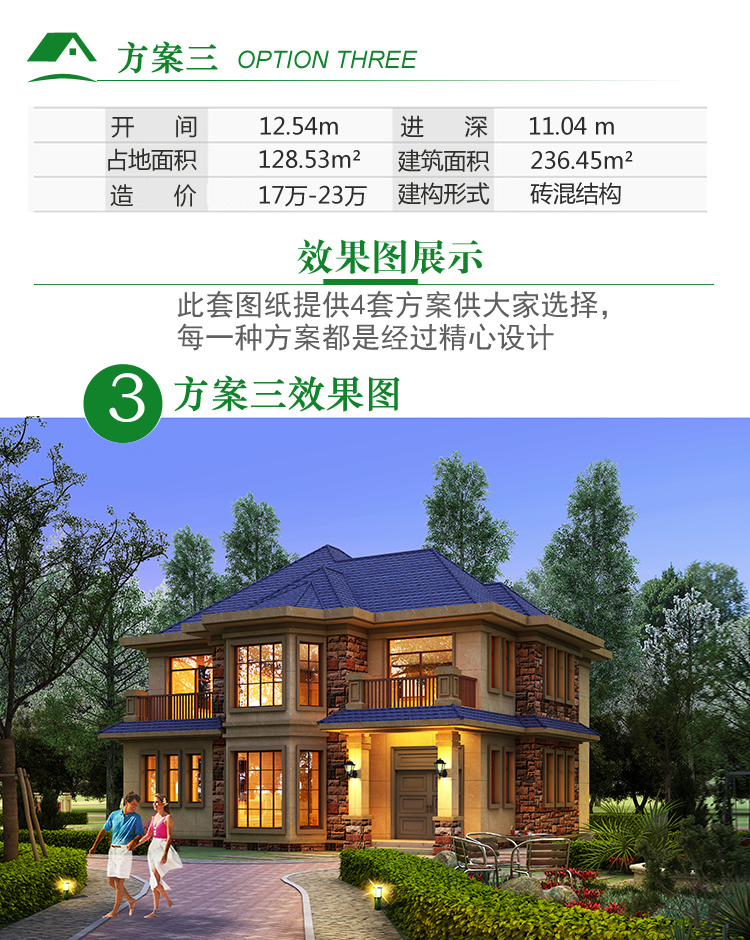 方案三 OPTION THREE
开 间 12.54m 进 深 11.04 m
占地面积 128.53m² 建筑面积 236.45m²
造 价 17万-23万 建构形式 砖混结构
效果图展示
此套图纸提供4套方案供大家选择，
每一种方案都是经过精心设计
3 方案三效果图